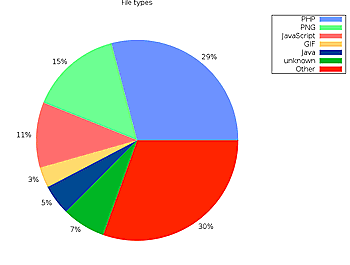 File types
PHP
PNG
JavaScript
GIF
Java
unknown
Other
29%
15%
11%
3%
5%
7%
30%